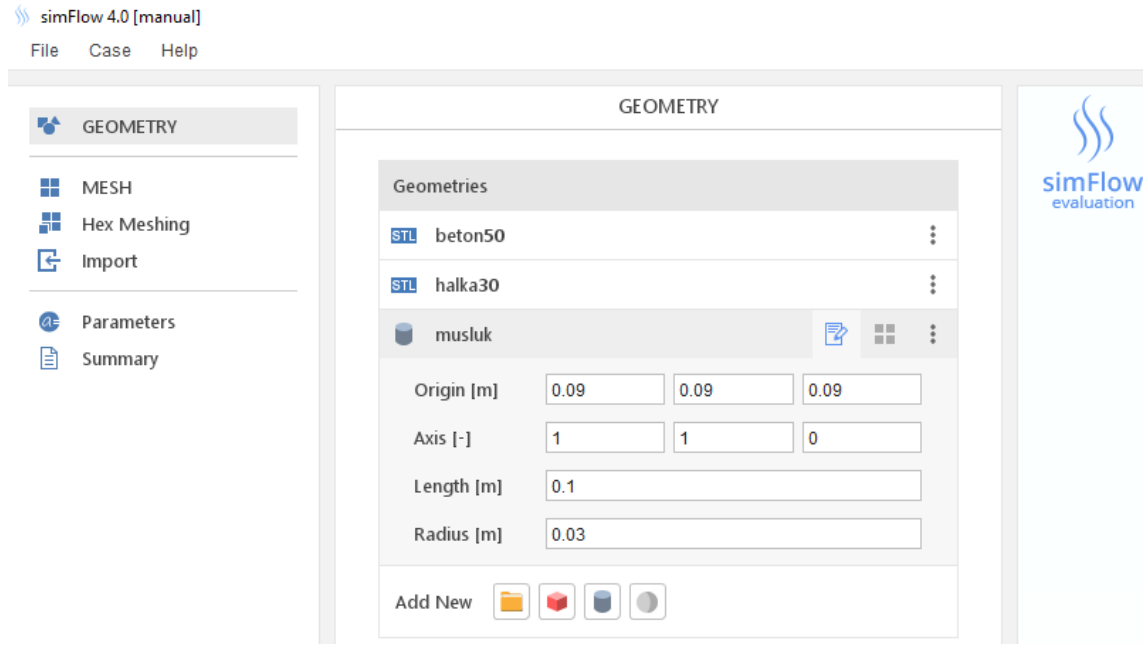 simFlow 4.0 [manual]
File Case Help
GEOMETRY
MESH
Hex Meshing
Import
a= Parameters
Summary
GEOMETRY
Geometries
STL beton50
STL halka30
musluk
Origin [m] 0.09 0.09 0.09
Axis [-] 1 1 0
Length [m] 0.1
Radius [m] 0.03
Add New
simFlow
evaluation